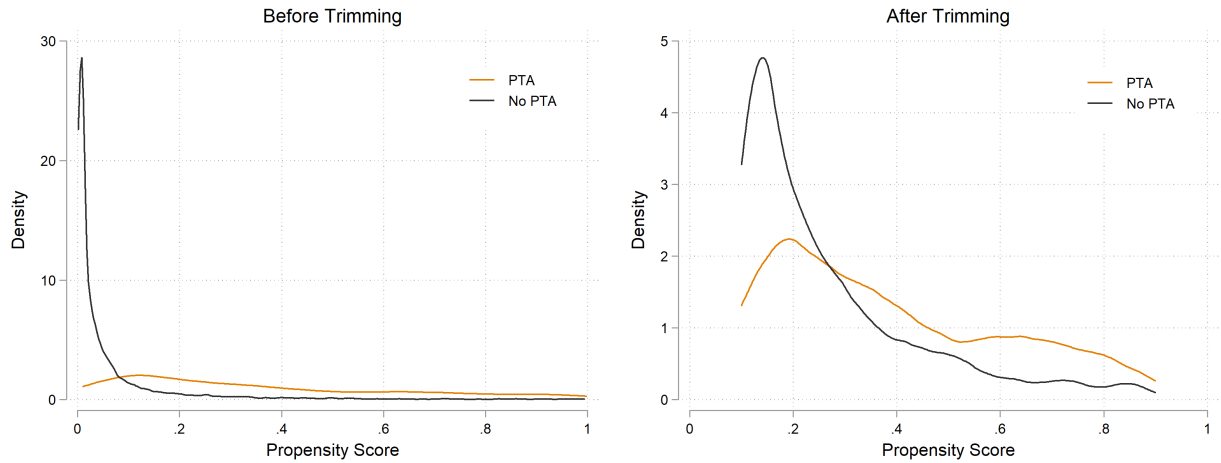 Before Trimming
30
20
10
0
Density
PTA
No PTA
0 .2 .4 .6 .8 1
Propensity Score
After Trimming
5
4
3
2
1
0
Density
PTA
No PTA
0 .2 .4 .6 .8 1
Propensity Score